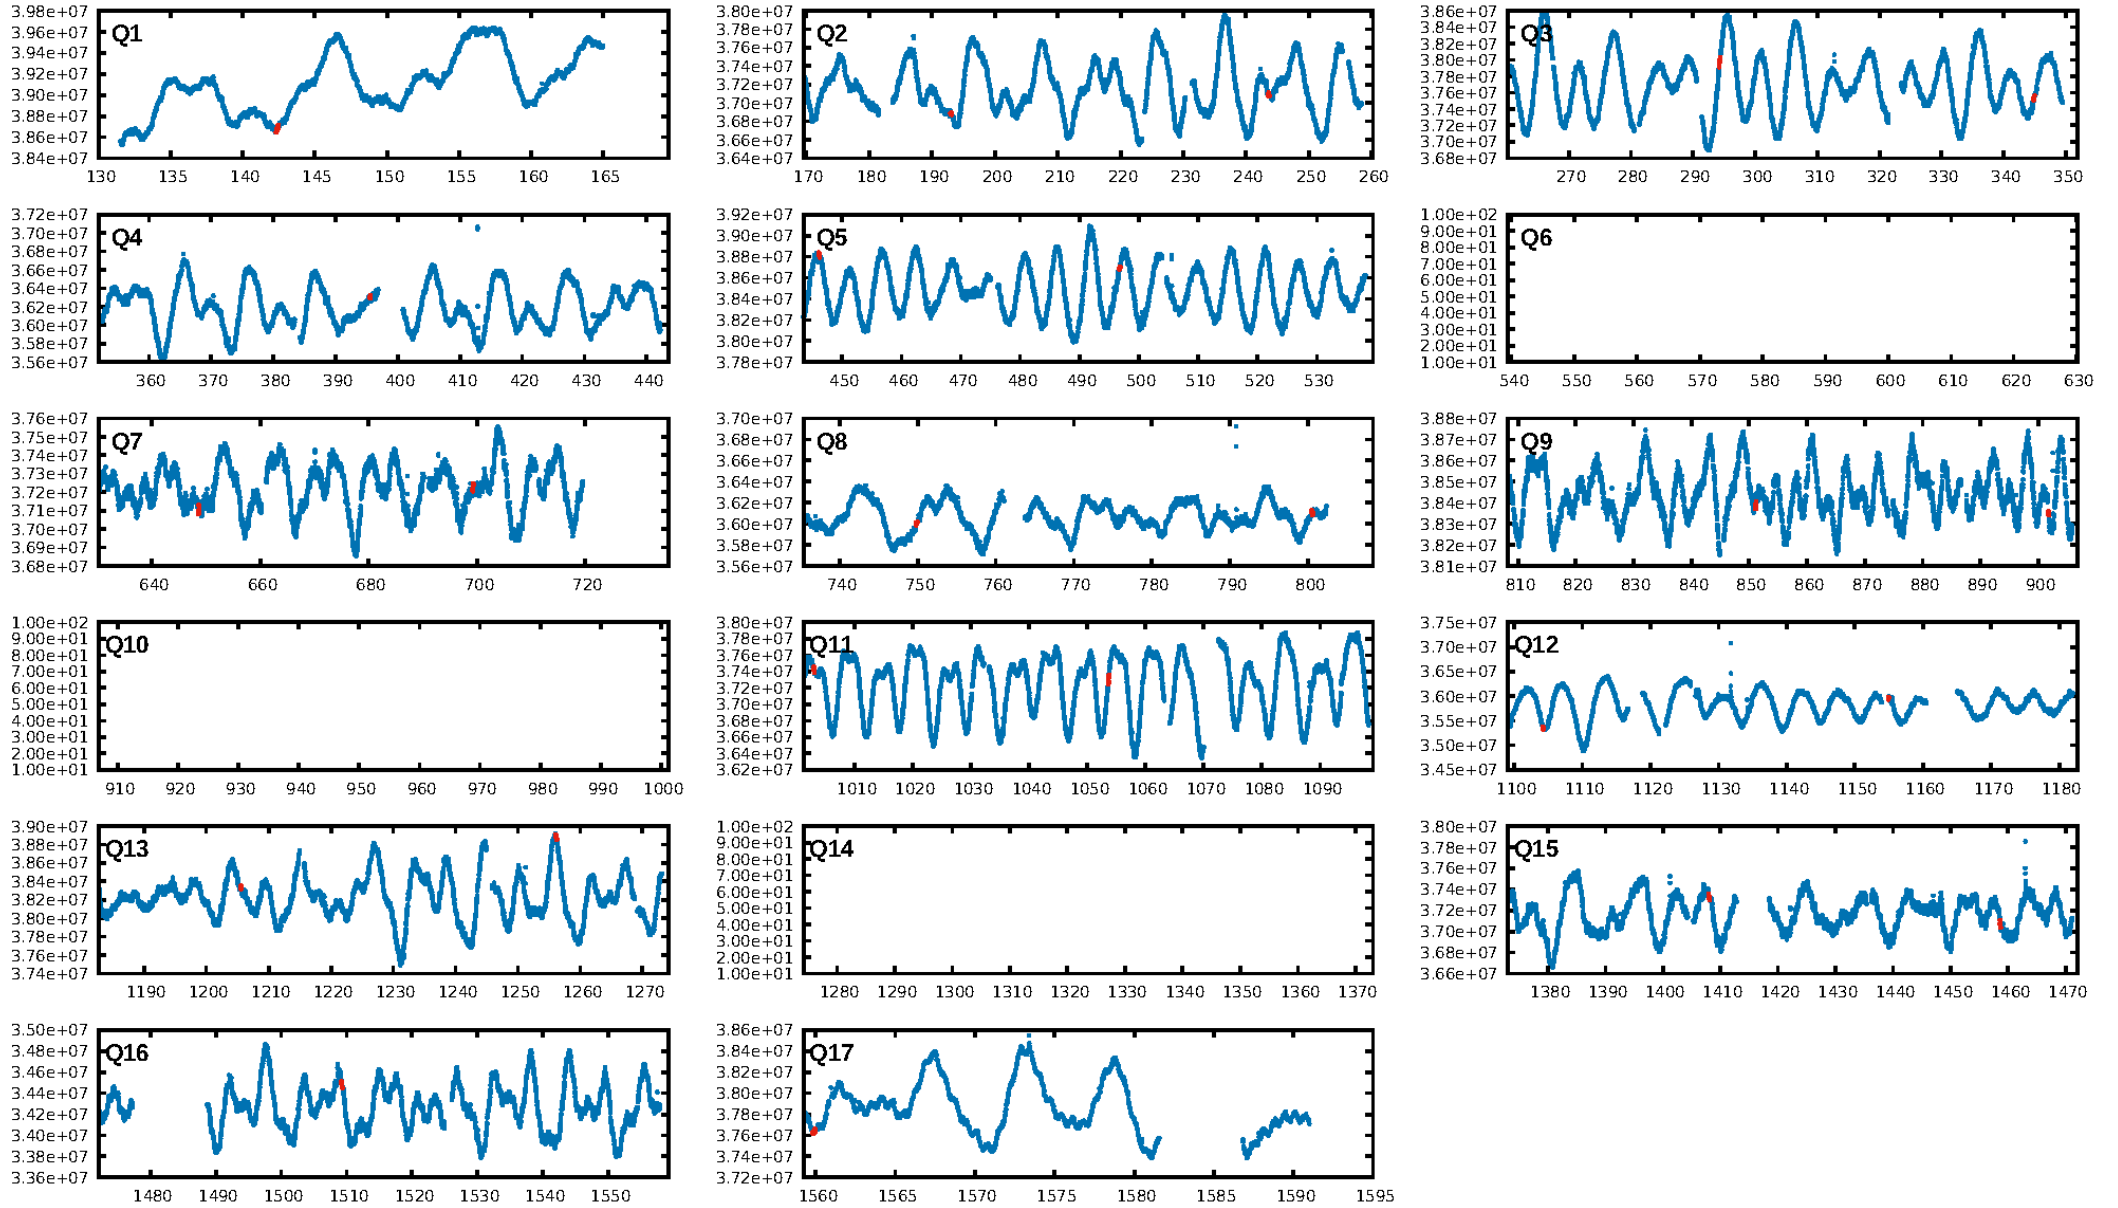 3.98e+07 3.96e+07 3.94e+07 3.92e+07 3.90e+07 3.88e+07 3.86e+07 3.84e+07
Q1
130 135 140 145 150 155 160 165
3.80e+07 3.78e+07 3.76e+07 3.74e+07 3.72e+07 3.70e+07 3.68e+07 3.66e+07 3.64e+07
Q2
170 180 190 200 210 220 230 240 250 260
3.86e+07 3.84e+07 3.82e+07 3.80e+07 3.78e+07 3.76e+07 3.74e+07 3.72e+07 3.70e+07 3.68e+07
Q3
270 280 290 300 310 320 330 340 350
3.72e+07 3.70e+07 3.68e+07 3.66e+07 3.64e+07 3.62e+07 3.60e+07 3.58e+07 3.56e+07
Q4
360 370 380 390 400 410 420 430 440
3.92e+07 3.90e+07 3.88e+07 3.86e+07 3.84e+07 3.82e+07 3.80e+07 3.78e+07
Q5
450 460 470 480 490 500 510 520 530
1.00e+02 9.00e+01 8.00e+01 7.00e+01 6.00e+01 5.00e+01 4.00e+01 3.00e+01 2.00e+01 1.00e+01
Q6
540 550 560 570 580 590 600 610 620 630
3.76e+07 3.75e+07 3.74e+07 3.73e+07 3.72e+07 3.71e+07 3.70e+07 3.69e+07 3.68e+07
Q7
640 660 680 700 720
3.70e+07 3.68e+07 3.66e+07 3.64e+07 3.62e+07 3.60e+07 3.58e+07 3.56e+07
Q8
740 750 760 770 780 790 800
3.88e+07 3.87e+07 3.86e+07 3.85e+07 3.84e+07 3.83e+07 3.82e+07 3.81e+07
Q9
810 820 830 840 850 860 870 880 890 900
1.00e+02 9.00e+01 8.00e+01 7.00e+01 6.00e+01 5.00e+01 4.00e+01 3.00e+01 2.00e+01 1.00e+01
Q10
910 920 930 940 950 960 970 980 990 1000
3.80e+07 3.78e+07 3.76e+07 3.74e+07 3.72e+07 3.70e+07 3.68e+07 3.66e+07 3.64e+07 3.62e+07
Q11
1010 1020 1030 1040 1050 1060 1070 1080 1090
3.75e+07 3.70e+07 3.65e+07 3.60e+07 3.55e+07 3.50e+07 3.45e+07
Q12
1100 1110 1120 1130 1140 1150 1160 1170 1180
3.90e+07 3.88e+07 3.86e+07 3.84e+07 3.82e+07 3.80e+07 3.78e+07 3.76e+07 3.74e+07
Q13
1190 1200 1210 1220 1230 1240 1250 1260 1270
1.00e+02 9.00e+01 8.00e+01 7.00e+01 6.00e+01 5.00e+01 4.00e+01 3.00e+01 2.00e+01 1.00e+01
Q14
1280 1290 1300 1310 1320 1330 1340 1350 1360 1370
3.80e+07 3.78e+07 3.76e+07 3.74e+07 3.72e+07 3.70e+07 3.68e+07 3.66e+07
Q15
1380 1390 1400 1410 1420 1430 1440 1450 1460 1470
3.50e+07 3.48e+07 3.46e+07 3.44e+07 3.42e+07 3.40e+07 3.38e+07 3.36e+07
Q16
1480 1490 1500 1510 1520 1530 1540 1550
3.86e+07 3.84e+07 3.82e+07 3.80e+07 3.78e+07 3.76e+07 3.74e+07 3.72e+07
Q17
1560 1565 1570 1575 1580 1585 1590 1595